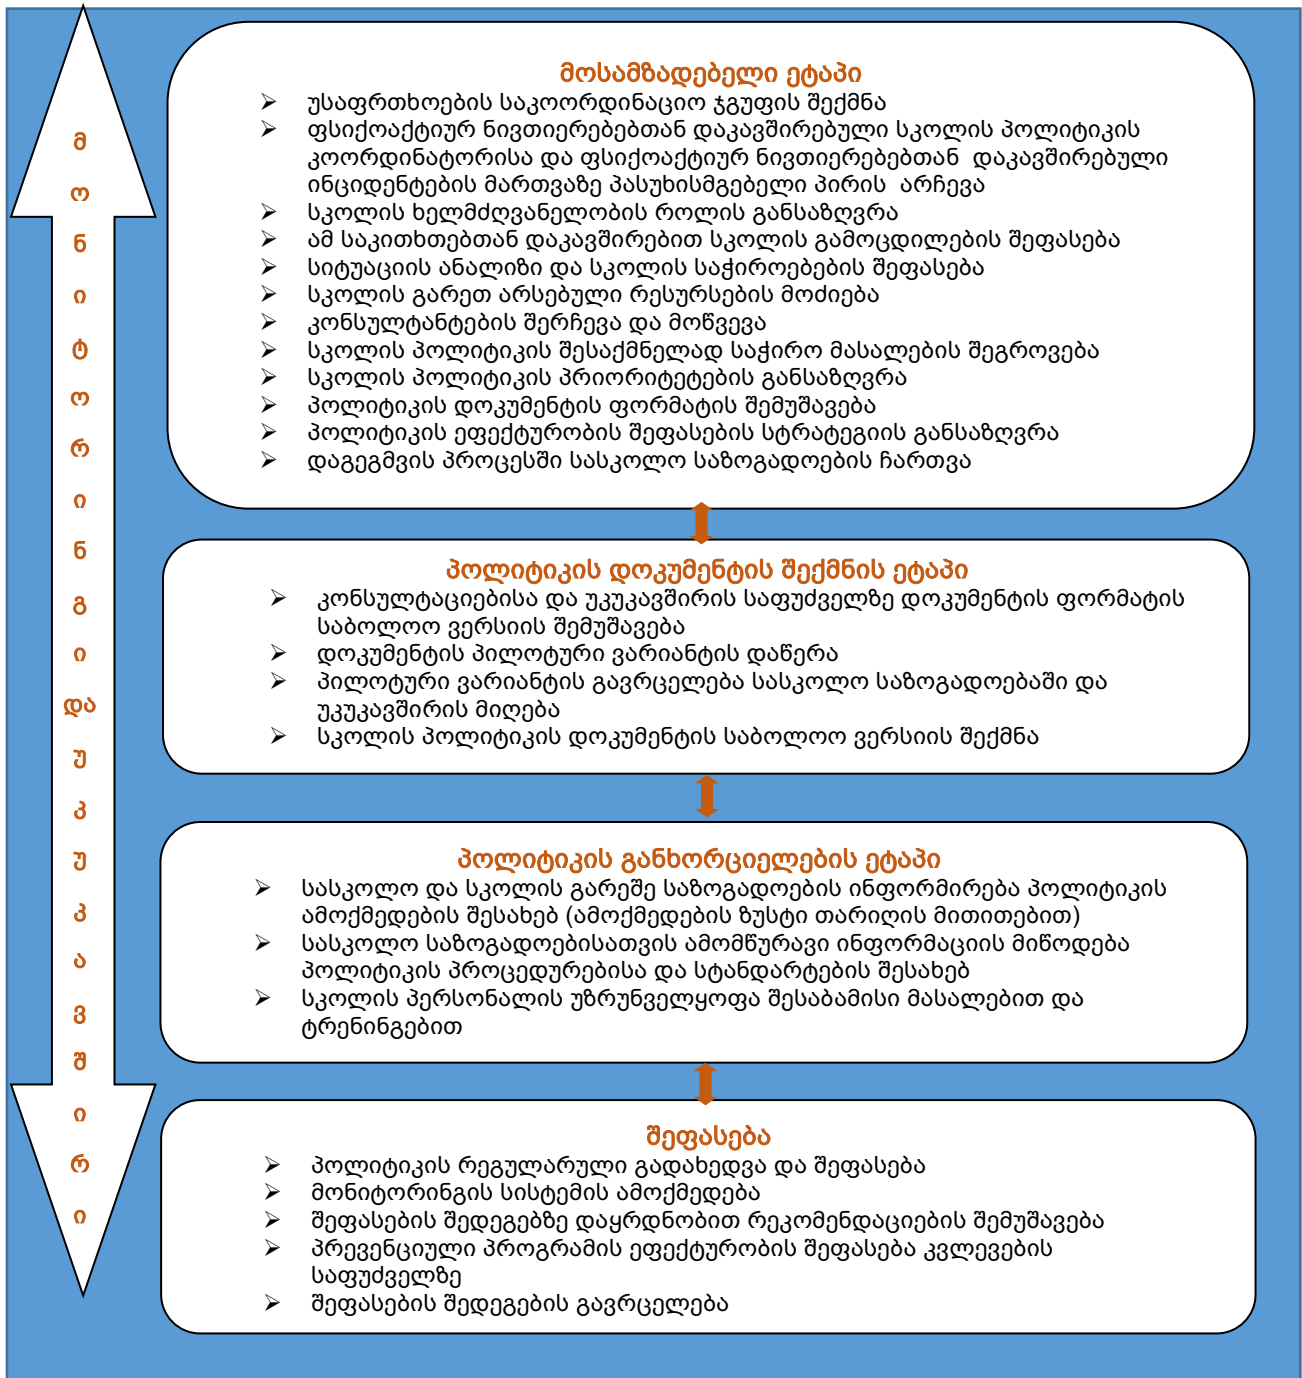 მოსამზადებელი ეტაპი
➢ უსაფრთხოების საკოორდინაციო ჯგუფის შექმნა
➢ ფსიქოაქტიურ ნივთიერებებთან დაკავშირებული სკოლის პოლიტიკის
კოორდინატორისა და ფსიქოაქტიურ ნივთიერებებთან დაკავშირებული
ინციდენტების მართვაზე პასუხისმგებელი პირის არჩევა
➢ სკოლის ხელმძღვანელობის როლის განსაზღვრა
➢ ამ საკითხთებთან დაკავშირებით სკოლის გამოცდილების შეფასება
➢ სიტუაციის ანალიზი და სკოლის საჭიროებების შეფასება
➢ სკოლის გარეთ არსებული რესურსების მოძიება
➢ კონსულტანტების შერჩევა და მოწვევა
➢ სკოლის პოლიტიკის შესაქმნელად საჭირო მასალების შეგროვება
➢ სკოლის პოლიტიკის პრიორიტეტების განსაზღვრა
➢ პოლიტიკის დოკუმენტის ფორმატის შემუშავება
➢ პოლიტიკის ეფექტურობის შეფასების სტრატეგიის განსაზღვრა
➢ დაგეგმვის პროცესში სასკოლო საზოგადოების ჩართვა
პოლიტიკის დოკუმენტის შექმნის ეტაპი
➢ კონსულტაციებისა და უკუკავშირის საფუძველზე დოკუმენტის ფორმატის
საბოლოო ვერსიის შემუშავება
➢ დოკუმენტის პილოტური ვარიანტის დაწერა
➢ პილოტური ვარიანტის გავრცელება სასკოლო საზოგადოებაში და
უკუკავშირის მიღება
➢ სკოლის პოლიტიკის დოკუმენტის საბოლოო ვერსიის შექმნა
პოლიტიკის განხორციელების ეტაპი
➢ სასკოლო და სკოლის გარეშე საზოგადოების ინფორმირება პოლიტიკის
ამოქმედების შესახებ (ამოქმედების ზუსტი თარიღის მითითებით)
➢ სასკოლო საზოგადოებისათვის ამომწურავი ინფორმაციის მიწოდება
პოლიტიკის პროცედურებისა და სტანდარტების შესახებ
➢ სკოლის პერსონალის უზრუნველყოფა შესაბამისი მასალებით და
ტრენინგებით
შეფასება
➢ პოლიტიკის რეგულარული გადახედვა და შეფასება
➢ მონიტორინგის სისტემის ამოქმედება
➢ შეფასების შედეგებზე დაყრდნობით რეკომენდაციების შემუშავება
➢ პრევენციული პროგრამის ეფექტურობის შეფასება კვლევების
საფუძველზე
➢ შეფასების შედეგების გავრცელება
მ
ო
ნ
ი
ტ
ო
რ
ი
ნ
გ
ი
და
უ
კ
უ
კ
ა
ვ
შ
ი
რ
ი